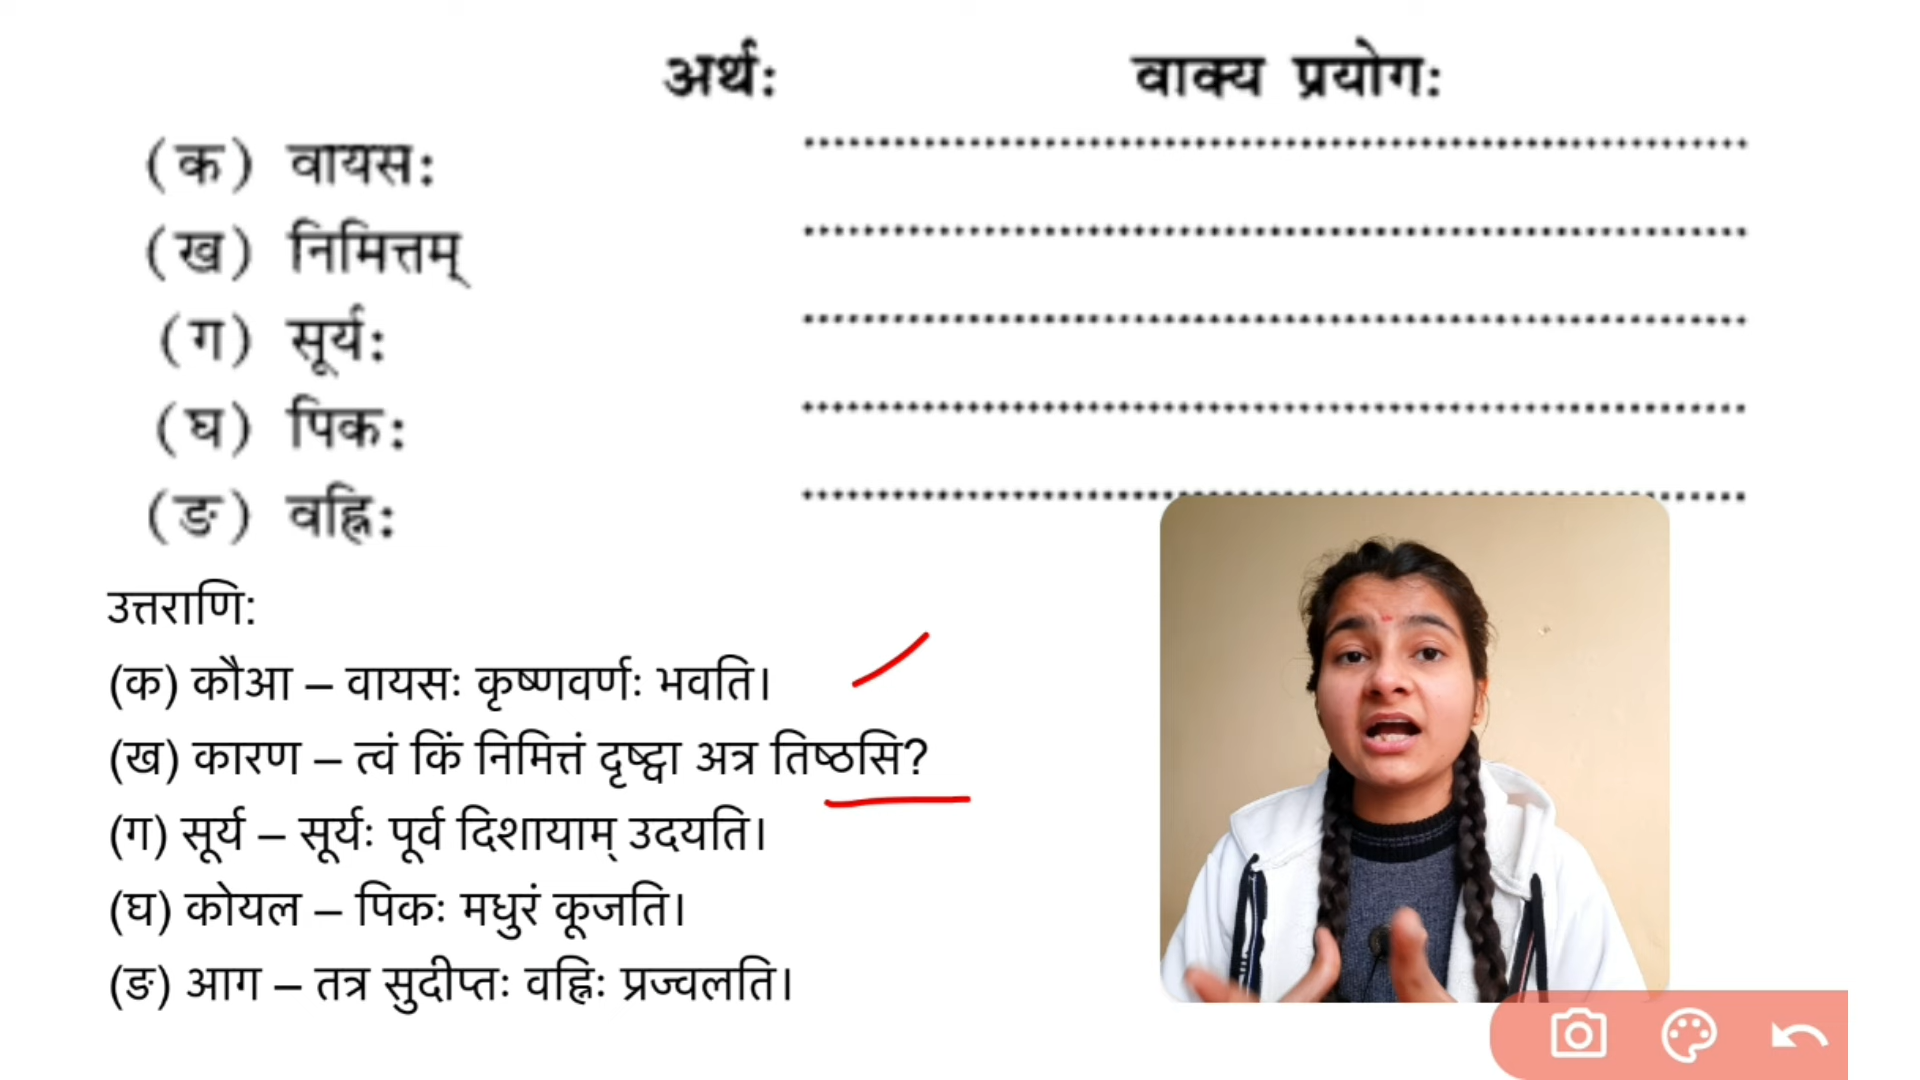 अर्थः वाक्य प्रयोगः
(क) वायसः ..............................
(ख) निमित्तम् ..............................
(ग) सूर्यः ..............................
(घ) पिकः ..............................
(ङ) वह्निः ..............................
उत्तराणि:
(क) कौआ – वायसः कृष्णवर्णः भवति।
(ख) कारण – त्वं किं निमित्तं दृष्ट्वा अत्र तिष्ठसि?
(ग) सूर्य – सूर्यः पूर्व दिशायाम् उदयति।
(घ) कोयल – पिकः मधुरं कूजति।
(ङ) आग – तत्र सुदीप्तः वह्निः प्रज्वलति।